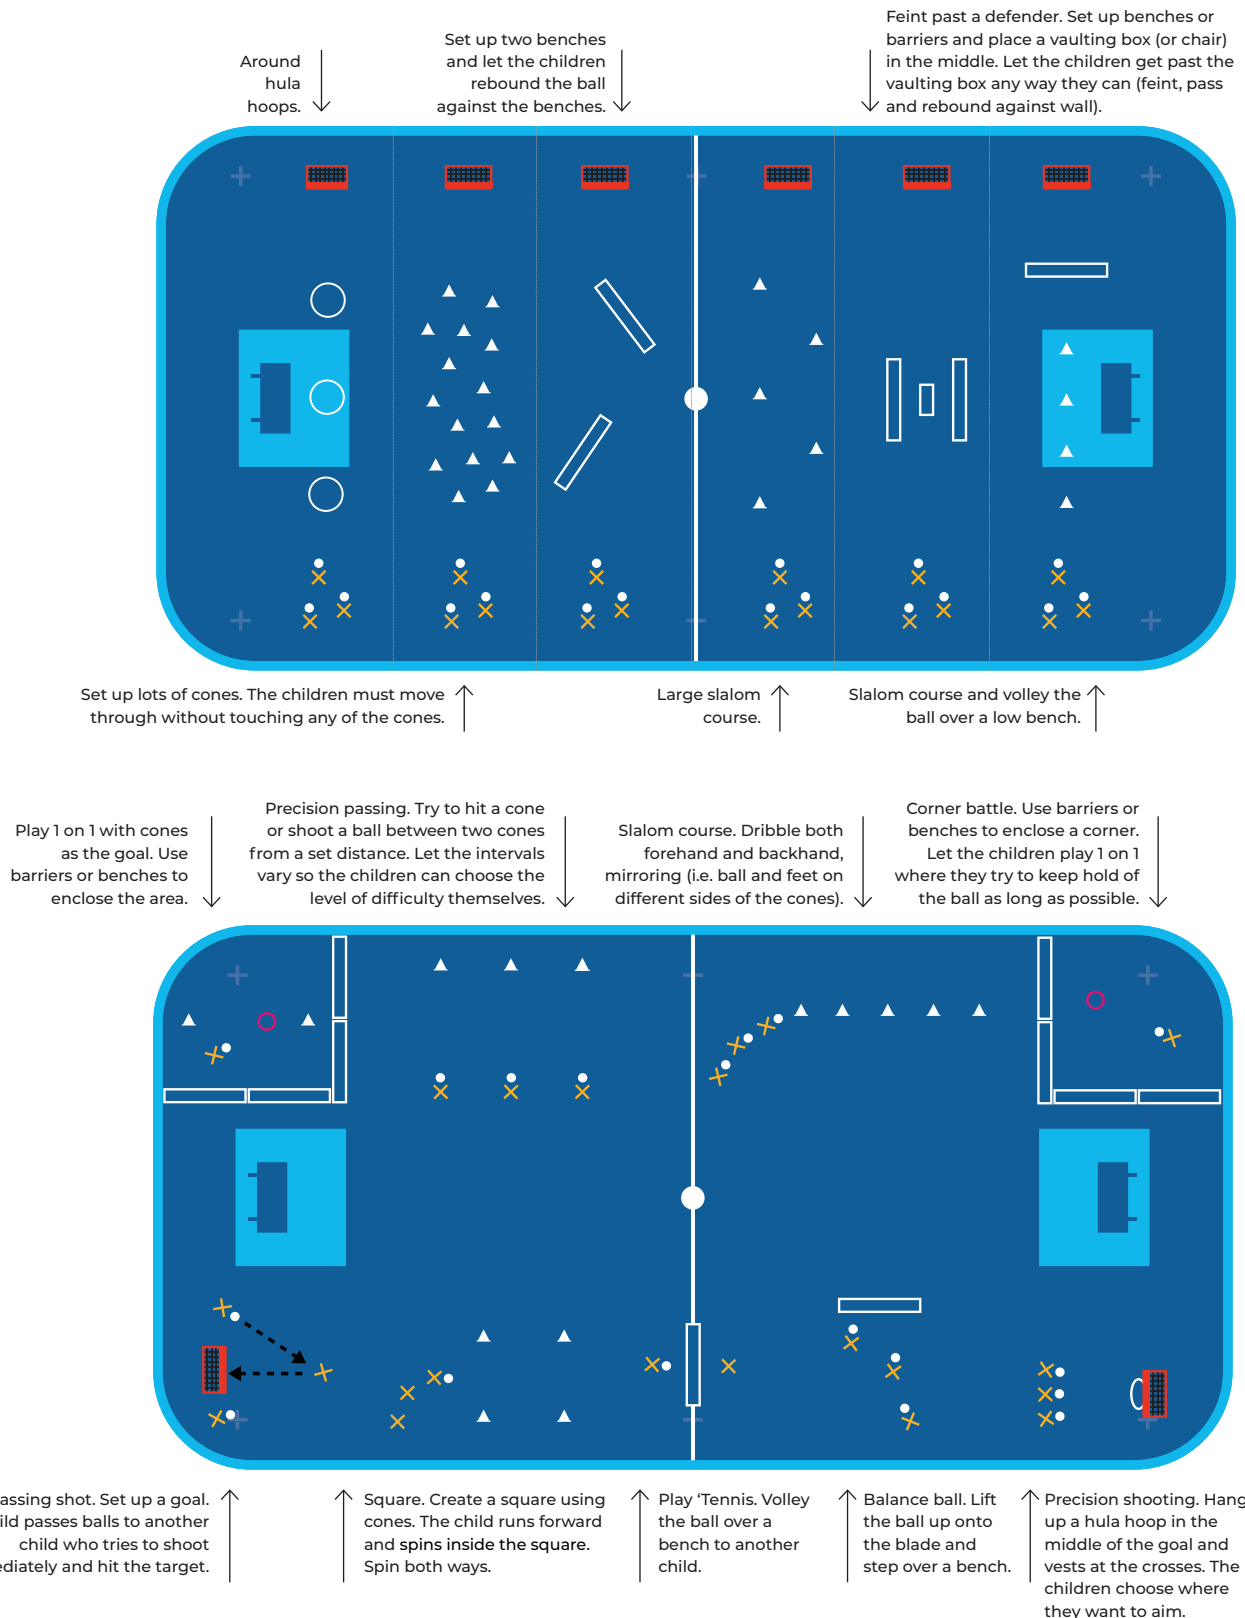 Around
hula
hoops.
Set up two benches
and let the children
rebound the ball
against the benches.
Feint past a defender. Set up benches or
barriers and place a vaulting box (or chair)
in the middle. Let the children get past the
vaulting box any way they can (feint, pass
and rebound against wall).
Set up lots of cones. The children must move
through without touching any of the cones.
Large slalom
course.
Slalom course and volley the
ball over a low bench.
Play 1 on 1 with cones
as the goal. Use
barriers or benches to
enclose the area.
Precision passing. Try to hit a cone
or shoot a ball between two cones
from a set distance. Let the intervals
vary so the children can choose the
level of difficulty themselves.
Slalom course. Dribble both
forehand and backhand,
mirroring (i.e. ball and feet on
different sides of the cones).
Corner battle. Use barriers or
benches to enclose a corner.
Let the children play 1 on 1
where they try to keep hold of
the ball as long as possible.
assing shot. Set up a goal.
ild passes balls to another
child who tries to shoot
ediately and hit the target.
Square. Create a square using
cones. The child runs forward
and spins inside the square.
Spin both ways.
Play ‘Tennis. Volley
the ball over a
bench to another
child.
Balance ball. Lift
the ball up onto
the blade and
step over a bench.
Precision shooting. Hang
up a hula hoop in the
middle of the goal and
vests at the crosses. The
children choose where
they want to aim.